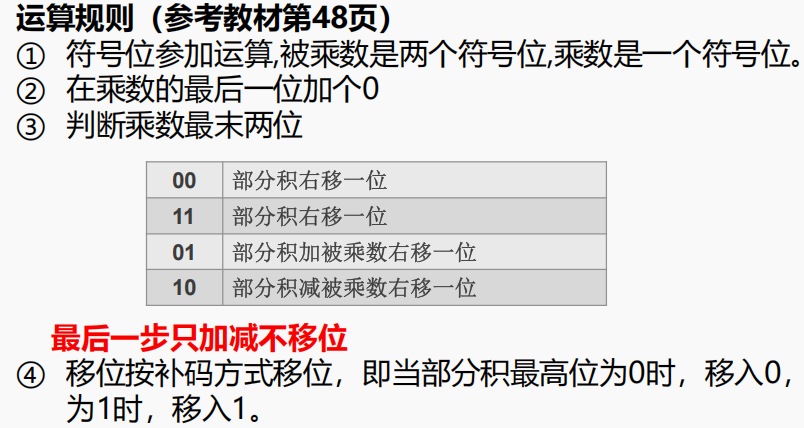 运算规则（参考教材第48页）
① 符号位参加运算,被乘数是两个符号位,乘数是一个符号位。
② 在乘数的最后一位加个0
③ 判断乘数最末两位
00 部分积右移一位
11 部分积右移一位
01 部分积加被乘数右移一位
10 部分积减被乘数右移一位
最后一步只加减不移位
④ 移位按补码方式移位，即当部分积最高位为0时，移入0，
为1时，移入1。